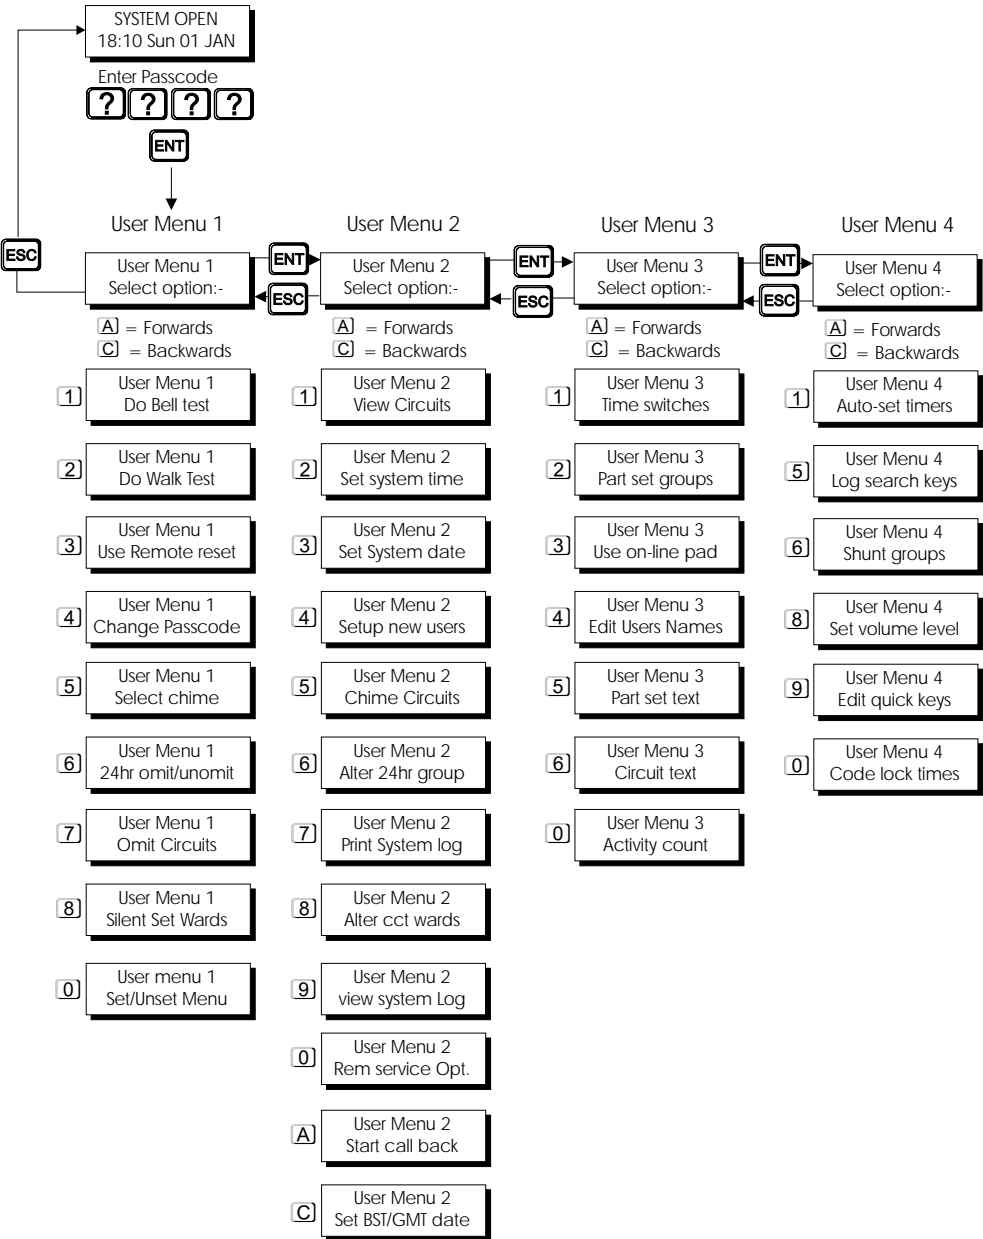 SYSTEM OPEN
18:10 Sun 01 JAN
Enter Passcode
? ? ? ?
ENT
User Menu 1
User Menu 2
User Menu 3
User Menu 4
ESC
User Menu 1
Select option:-
ENT
ESC
User Menu 2
Select option:-
ENT
ESC
User Menu 3
Select option:-
ENT
ESC
User Menu 4
Select option:-
A = Forwards
C = Backwards
A = Forwards
C = Backwards
A = Forwards
C = Backwards
A = Forwards
C = Backwards
1
User Menu 1
Do Bell test
2
User Menu 1
Do Walk Test
3
User Menu 1
Use Remote reset
4
User Menu 1
Change Passcode
5
User Menu 1
Select chime
6
User Menu 1
24hr omit/unomit
7
User Menu 1
Omit Circuits
8
User Menu 1
Silent Set Wards
0
User menu 1
Set/Unset Menu
1
User Menu 2
View Circuits
2
User Menu 2
Set system time
3
User Menu 2
Set System date
4
User Menu 2
Setup new users
5
User Menu 2
Chime Circuits
6
User Menu 2
Alter 24hr group
7
User Menu 2
Print System log
8
User Menu 2
Alter cct wards
9
User Menu 2
view system Log
0
User Menu 2
Rem service Opt.
A
User Menu 2
Start call back
C
User Menu 2
Set BST/GMT date
1
User Menu 3
Time switches
2
User Menu 3
Part set groups
3
User Menu 3
Use on-line pad
4
User Menu 3
Edit Users Names
5
User Menu 3
Part set text
6
User Menu 3
Circuit text
0
User Menu 3
Activity count
1
User Menu 4
Auto-set timers
5
User Menu 4
Log search keys
6
User Menu 4
Shunt groups
8
User Menu 4
Set volume level
9
User Menu 4
Edit quick keys
0
User Menu 4
Code lock times